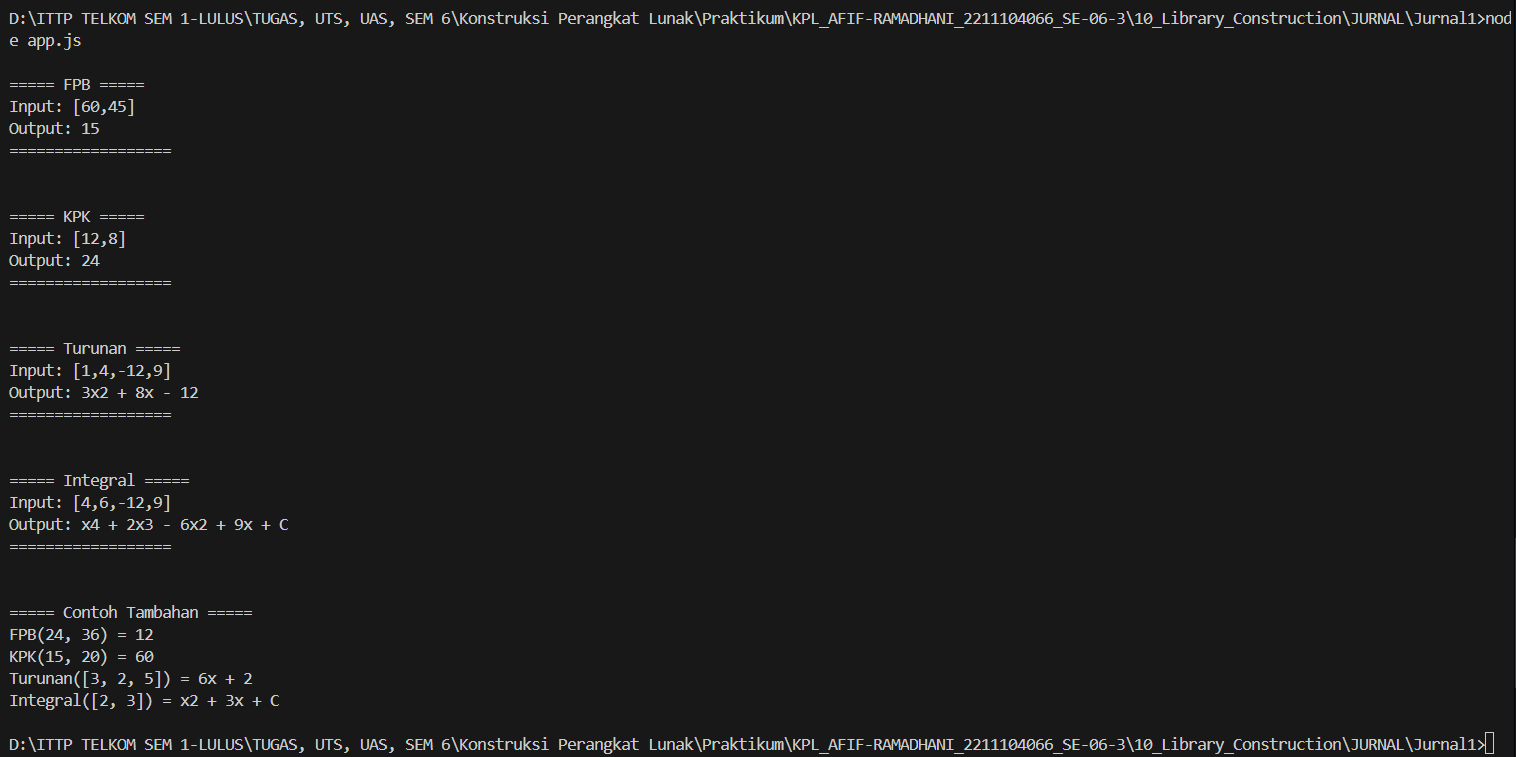 D:\ITTP TELKOM SEM 1-LULUS\TUGAS, UTS, UAS, SEM 6\Konstruksi Perangkat Lunak\Praktikum\KPL_AFIF-RAMADHANI_2211104066_SE-06-3\10_Library_Construction\JURNAL\Jurnal1>nod
e app.js
===== FPB =====
Input: [60,45]
Output: 15
==================
===== KPK =====
Input: [12,8]
Output: 24
==================
===== Turunan =====
Input: [1,4,-12,9]
Output: 3x2 + 8x - 12
==================
===== Integral =====
Input: [4,6,-12,9]
Output: x4 + 2x3 - 6x2 + 9x + C
==================
===== Contoh Tambahan =====
FPB(24, 36) = 12
KPK(15, 20) = 60
Turunan([3, 2, 5]) = 6x + 2
Integral([2, 3]) = x2 + 3x + C
D:\ITTP TELKOM SEM 1-LULUS\TUGAS, UTS, UAS, SEM 6\Konstruksi Perangkat Lunak\Praktikum\KPL_AFIF-RAMADHANI_2211104066_SE-06-3\10_Library_Construction\JURNAL\Jurnal1>